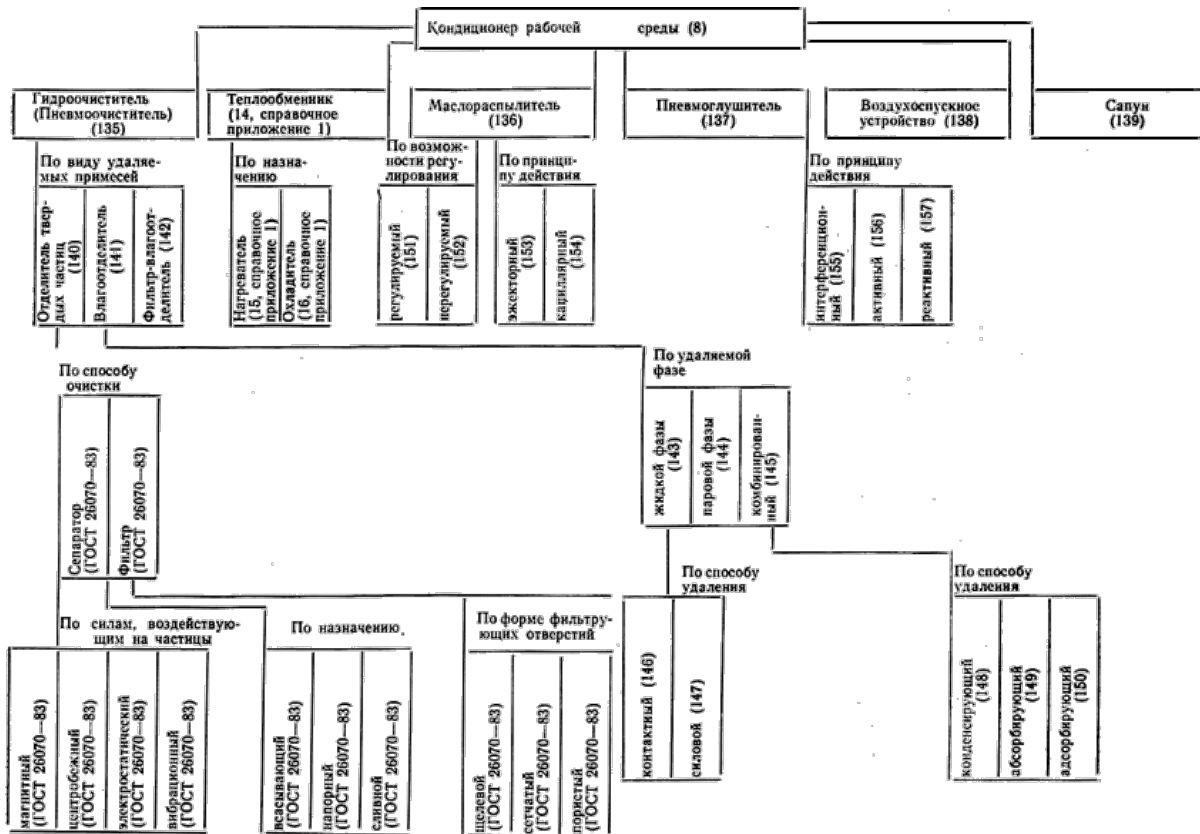 Кондиционер рабочей среды (8)
Гидроочиститель
(Пневмоочиститель)
(135)
Теплообменник
(14, справочное
приложение 1)
Маслораспылитель
(136)
Пневмоглушитель
(137)
Воздухоспускное
устройство (138)
Сапун
(139)
По виду удаляе-
мых примесей
Отделитель твер-
дых частиц
(140)
Влагоотделитель
(141)
Фильтр-влагоот-
делитель (142)
По назна-
чению
Нагреватель
(15, справочное
приложение 1)
Охладитель
(16, справочное
приложение 1)
По возмож-
ности регу-
лирования
регулируемый
(151)
нерегулируемый
(152)
По принци-
пу действия
эжекторный
(153)
кациллярный
(154)
По принципу
действия
интерференцион-
ный (155)
активный (156)
реактивный (157)
По способу
очистки
Сепаратор
(ГОСТ 26070—83)
Фильтр
(ГОСТ 26070—83)
По удаляемой
фазе
жидкой фазы
(143)
паровой фазы
(144)
комбинирован-
ный (145)
По силам, воздействую-
щим на частицы
магнитный
(ГОСТ 26070—83)
центробежный
(ГОСТ 26070—83)
электростатический
(ГОСТ 26070—83)
вибрационный
(ГОСТ 26070—83)
По назначению
всасывающий
(ГОСТ 26070—83)
напорный
(ГОСТ 26070—83)
сливной
(ГОСТ 26070—83)
По форме фильтру-
ющих отверстий
щелевой
(ГОСТ 26070—83)
сетчатый
(ГОСТ 26070—83)
пористый
(ГОСТ 26070—83)
По способу
удаления
контактный (146)
силовой (147)
По способу
удаления
конденсирующий
(148)
абсорбирующий
(149)
адсорбирующий
(150)